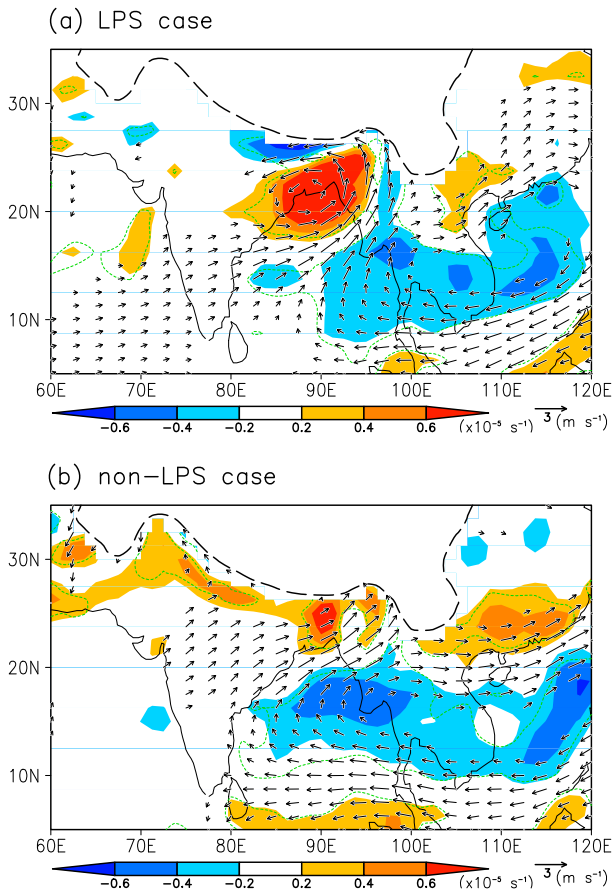 (a) LPS case
30N
20N
10N
60E 70E 80E 90E 100E 110E 120E
−0.6 −0.4 −0.2 0.2 0.4 0.6 (x10⁻⁵ s⁻¹) 3 (m s⁻¹)
(b) non−LPS case
30N
20N
10N
60E 70E 80E 90E 100E 110E 120E
−0.6 −0.4 −0.2 0.2 0.4 0.6 (x10⁻⁵ s⁻¹) 3 (m s⁻¹)